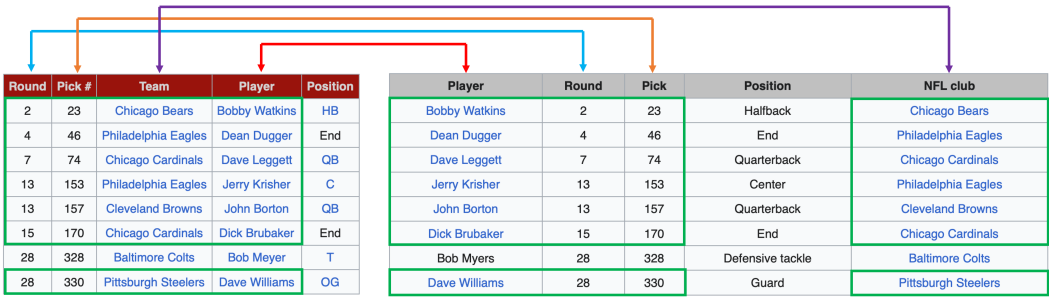 Round Pick # Team Player Position
2 23 Chicago Bears Bobby Watkins HB
4 46 Philadelphia Eagles Dean Dugger End
7 74 Chicago Cardinals Dave Leggett QB
13 153 Philadelphia Eagles Jerry Krisher C
13 157 Cleveland Browns John Borton QB
15 170 Chicago Cardinals Dick Brubaker End
28 328 Baltimore Colts Bob Meyer T
28 330 Pittsburgh Steelers Dave Williams OG
Player Round Pick Position NFL club
Bobby Watkins 2 23 Halfback Chicago Bears
Dean Dugger 4 46 End Philadelphia Eagles
Dave Leggett 7 74 Quarterback Chicago Cardinals
Jerry Krisher 13 153 Center Philadelphia Eagles
John Borton 13 157 Quarterback Cleveland Browns
Dick Brubaker 15 170 End Chicago Cardinals
Bob Myers 28 328 Defensive tackle Baltimore Colts
Dave Williams 28 330 Guard Pittsburgh Steelers